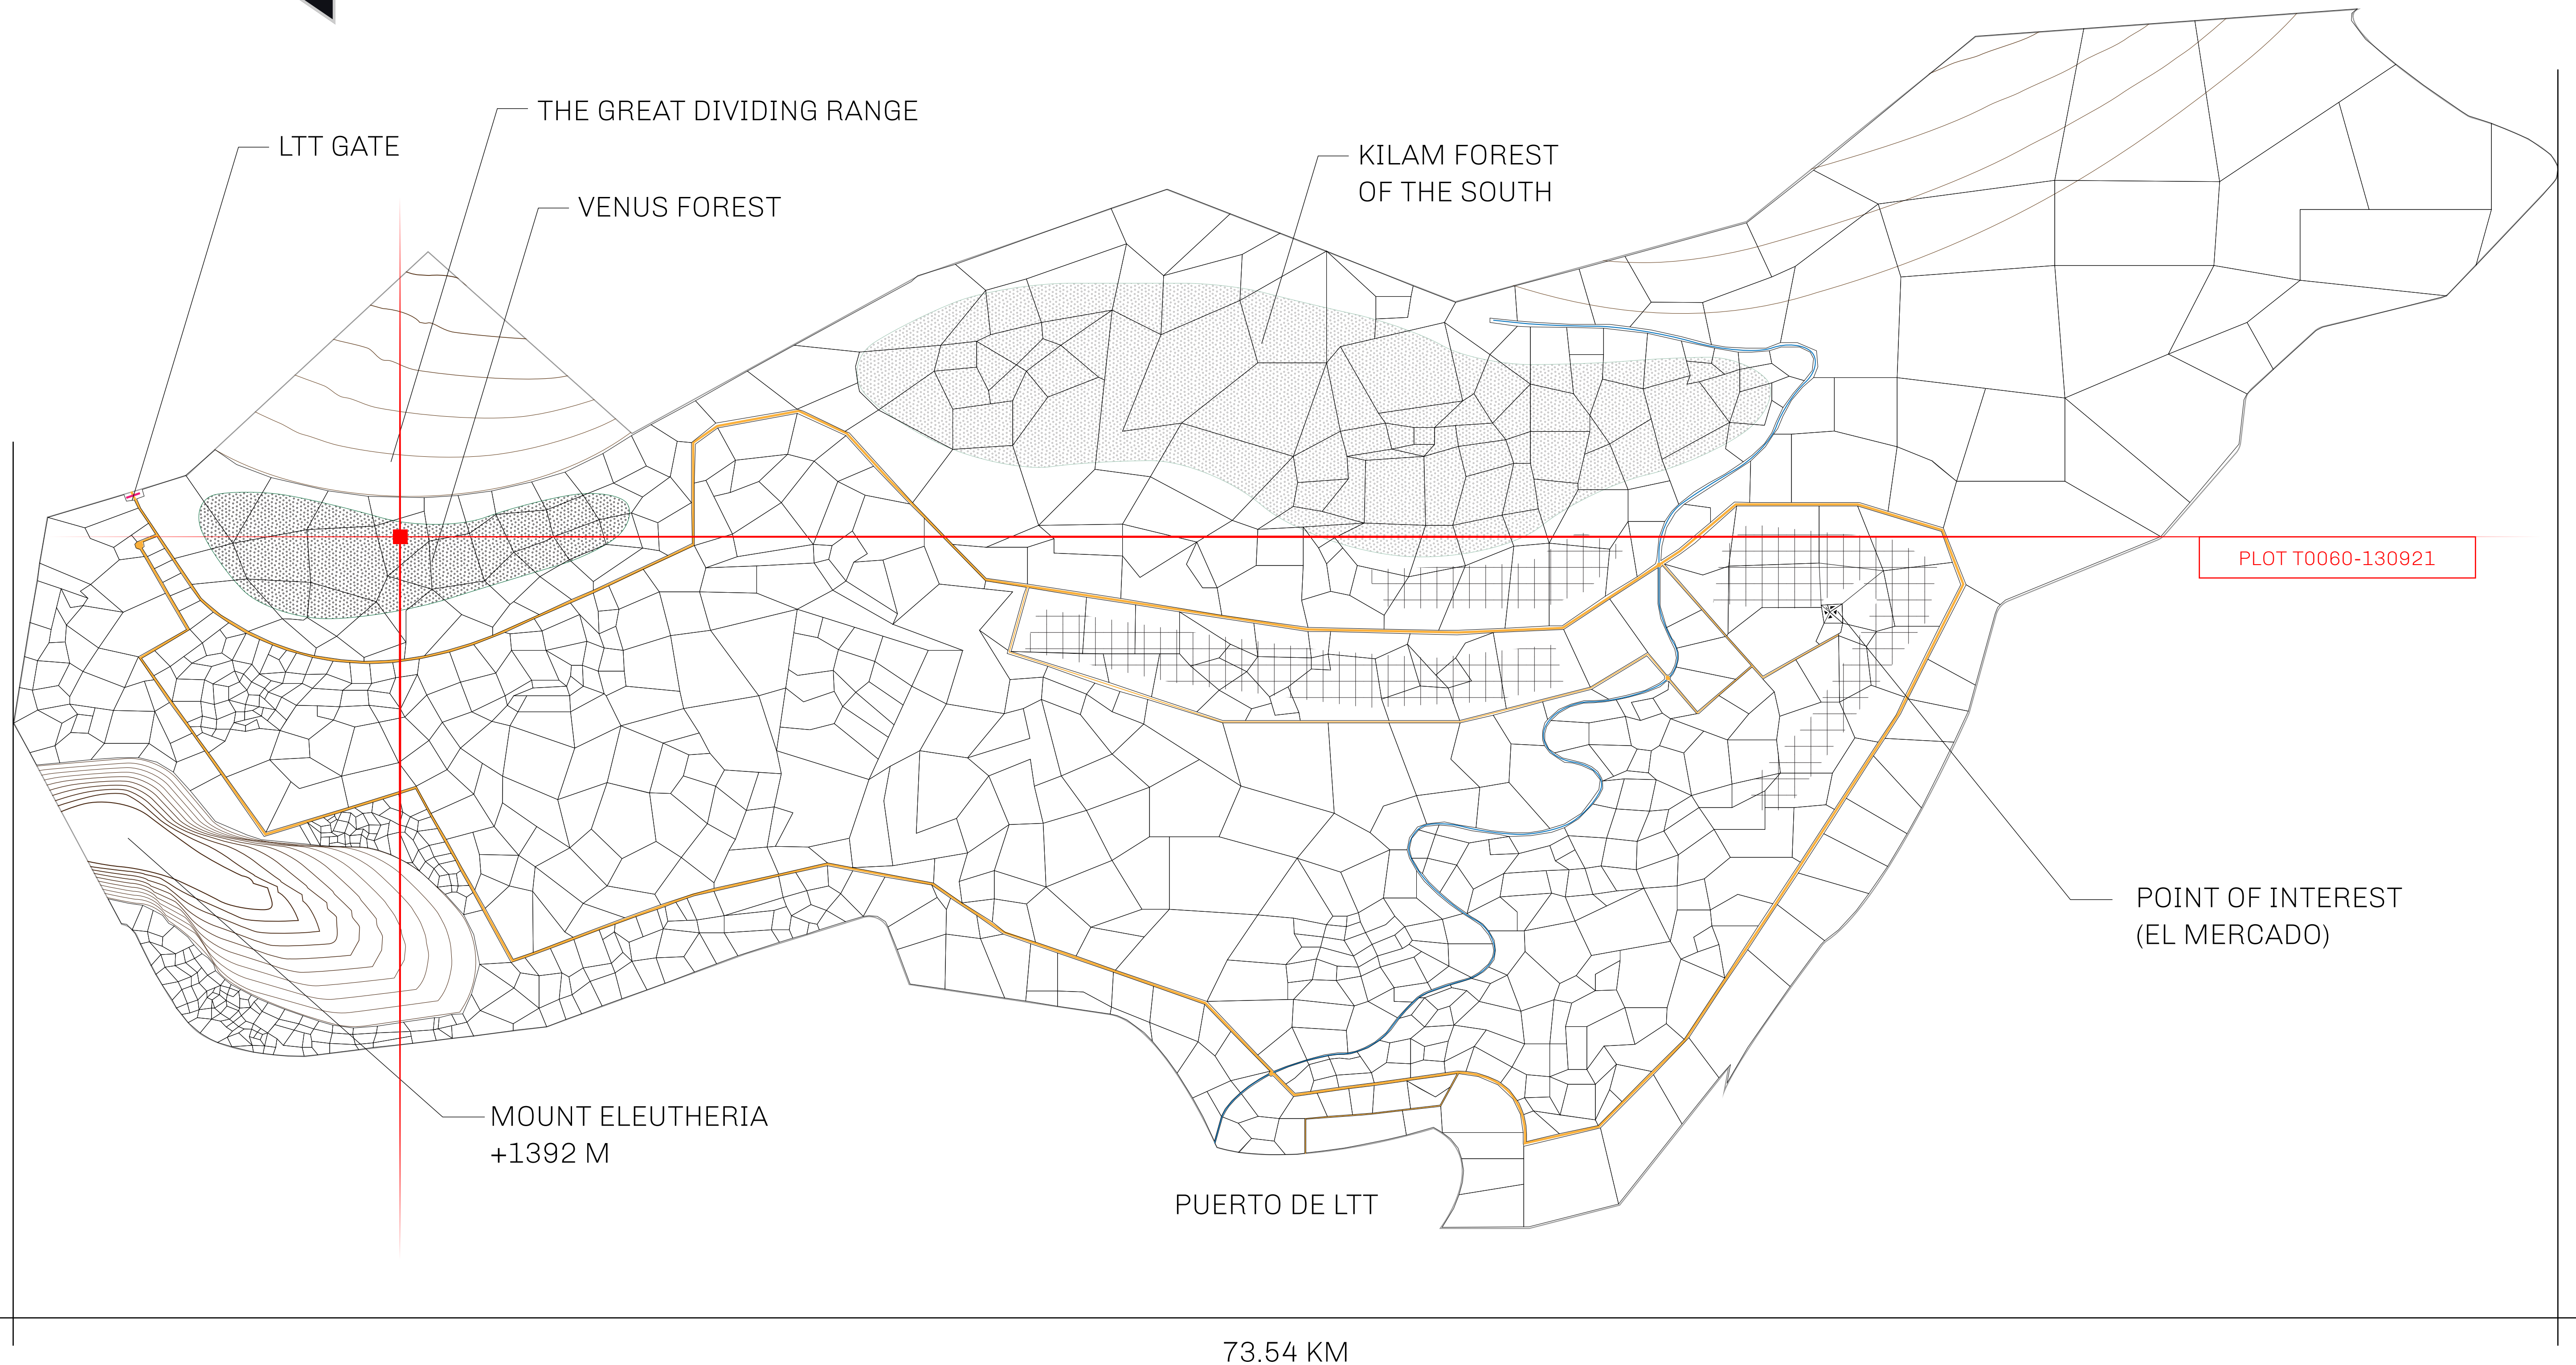 THE GREAT DIVIDING RANGE
LTT GATE
VENUS FOREST
KILAM FOREST
OF THE SOUTH
PLOT T0060-130921
POINT OF INTEREST
(EL MERCADO)
MOUNT ELEUTHERIA
+1392 M
PUERTO DE LTT
73.54 KM